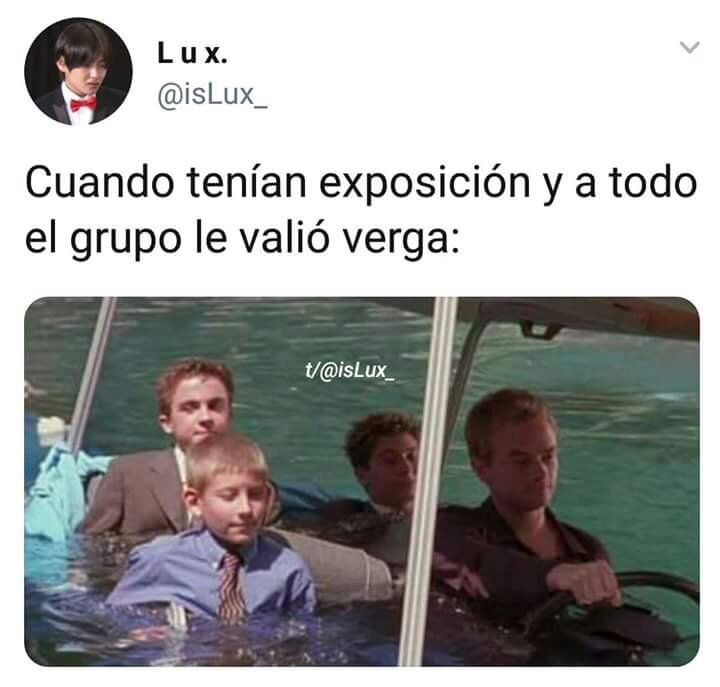 Lux.
@isLux_
Cuando tenían exposición y a todo
el grupo le valió verga:
t/@isLux_